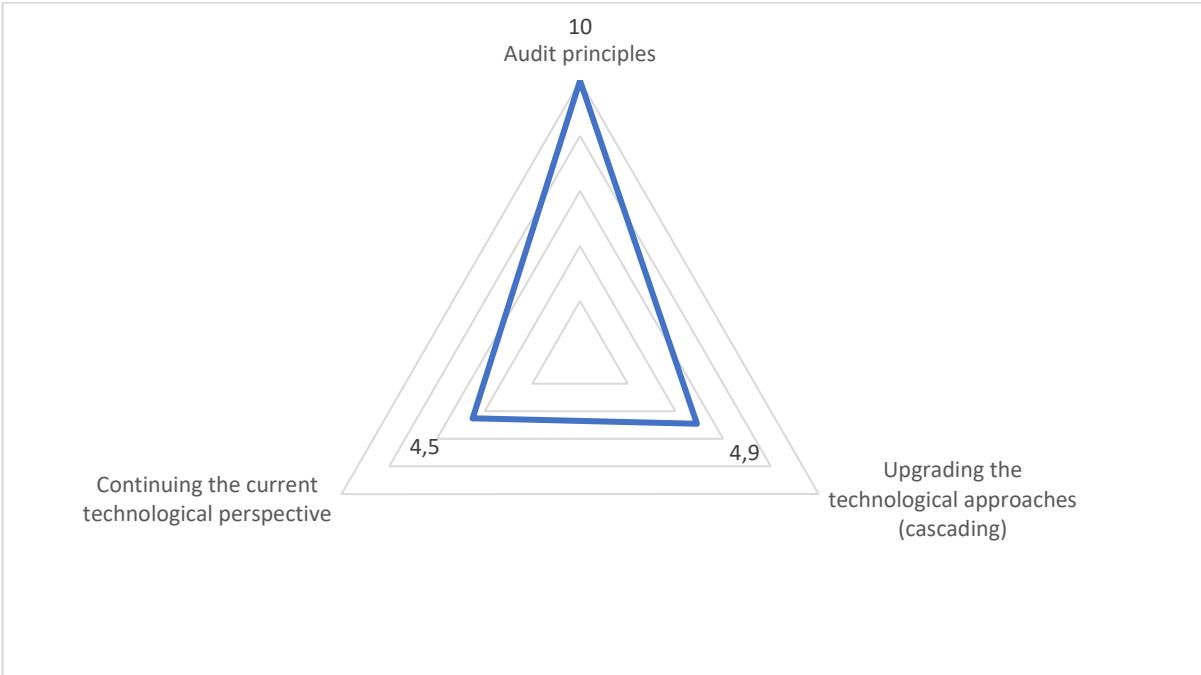 10
Audit principles
4,5
4,9
Continuing the current
technological perspective
Upgrading the
technological approaches
(cascading)